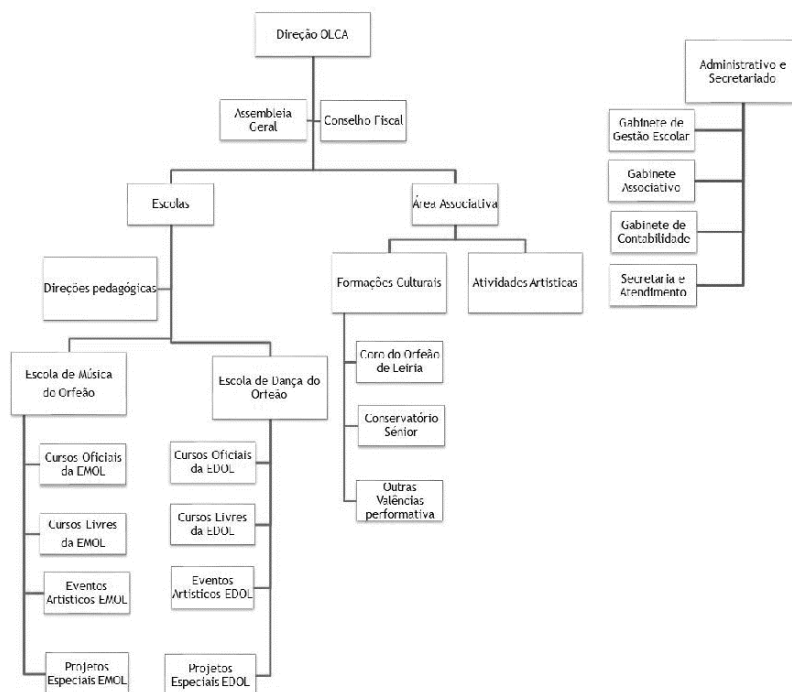 Direção OLCA
Assembleia
Geral
Conselho Fiscal
Escolas
Área Associativa
Direções pedagógicas
Formações Culturais
Atividades Artisticas
Escola de Música
do Orfeão
Escola de Dança do
Orfeão
Coro do Orfeão
de Leiria
Conservatório
Sénior
Outras
Valências
performativa
Cursos Oficiais
da EMOL
Cursos Livres
da EMOL
Eventos
Artísticos EMOL
Projetos
Especiais EMOL
Cursos Oficiais
da EDOL
Cursos Livres
da EDOL
Eventos
Artísticos EDOL
Projetos
Especiais EDOL
Administrativo e
Secretariado
Gabinete de
Gestão Escolar
Gabinete
Associativo
Gabinete de
Contabilidade
Secretaria e
Atendimento